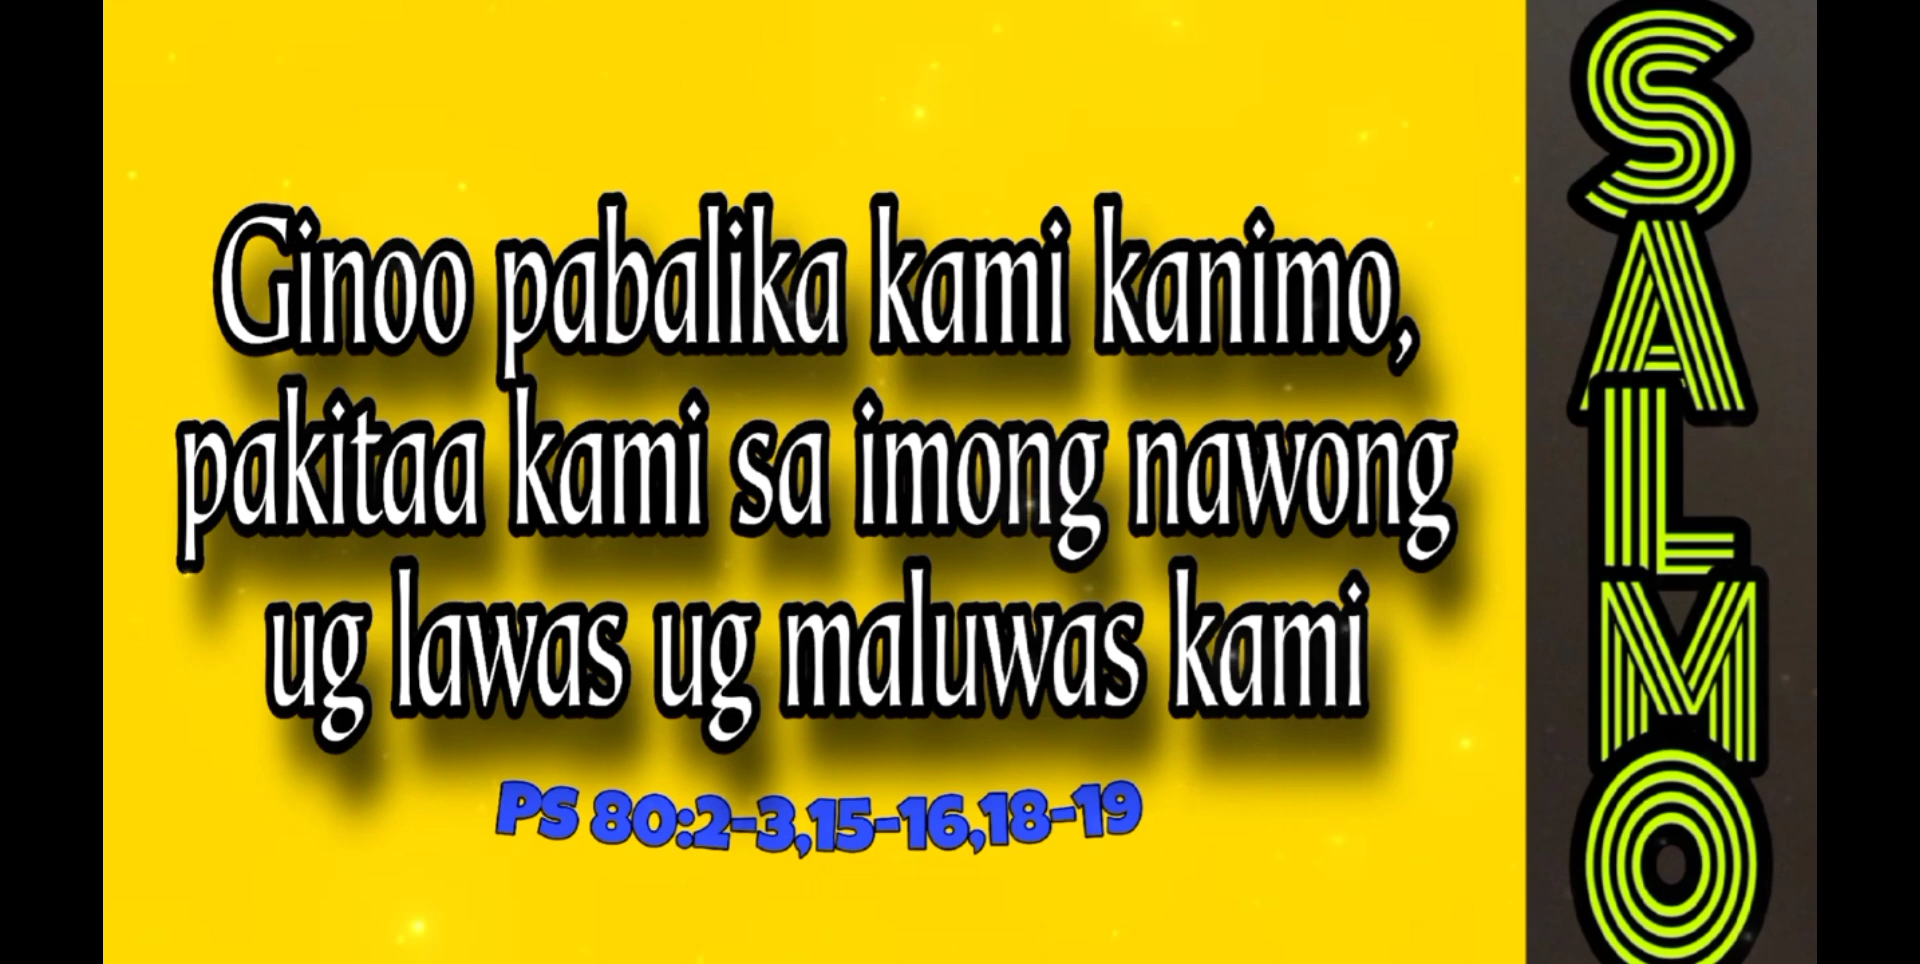 Ginoo pabalika kami kanimo,
pakitaa kami sa imong nawong
ug lawas ug maluwas kami
PS 80:2-3,15-16,18-19
SALMO